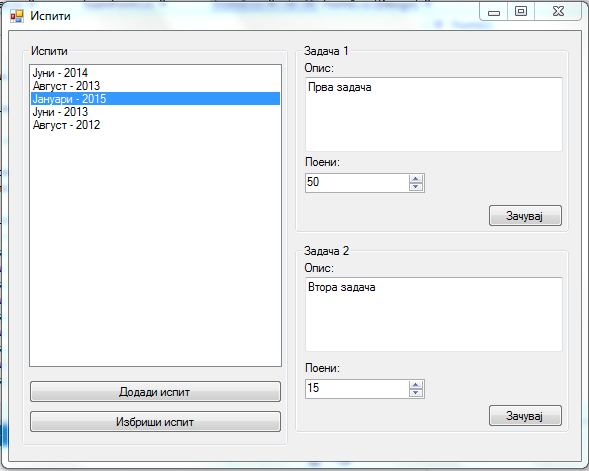 Испити
Испити
Јуни - 2014
Август - 2013
Јануари - 2015
Јуни - 2013
Август - 2012
Додади испит
Избриши испит
Задача 1
Опис:
Прва задача
Поени:
50
Зачувај
Задача 2
Опис:
Втора задача
Поени:
15
Зачувај